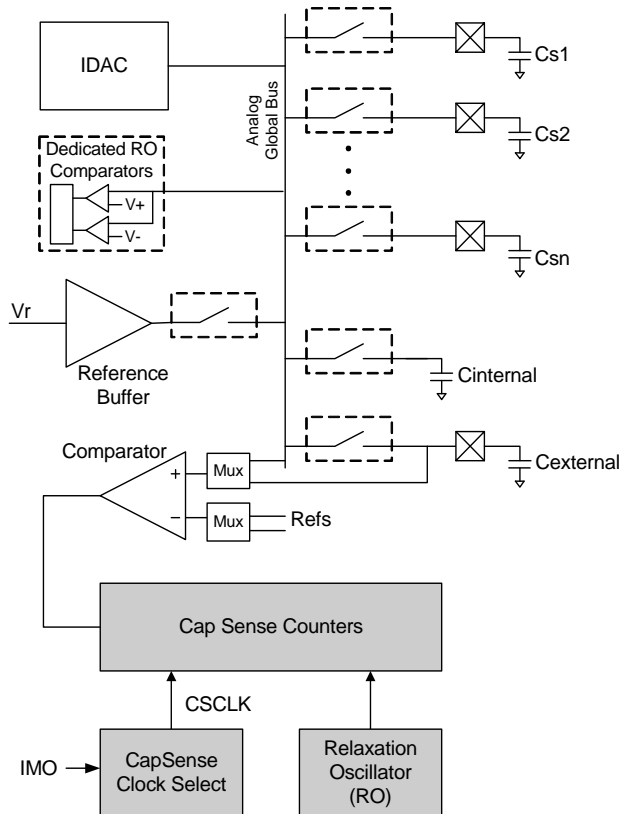 IDAC
Analog
Global Bus
Cs1
Cs2
Dedicated RO
Comparators
V+
V-
Csn
Vr
Reference
Buffer
Cinternal
Comparator
+
Mux
Cexternal
−
Mux
Refs
Cap Sense Counters
CSCLK
IMO
CapSense
Clock Select
Relaxation
Oscillator
(RO)